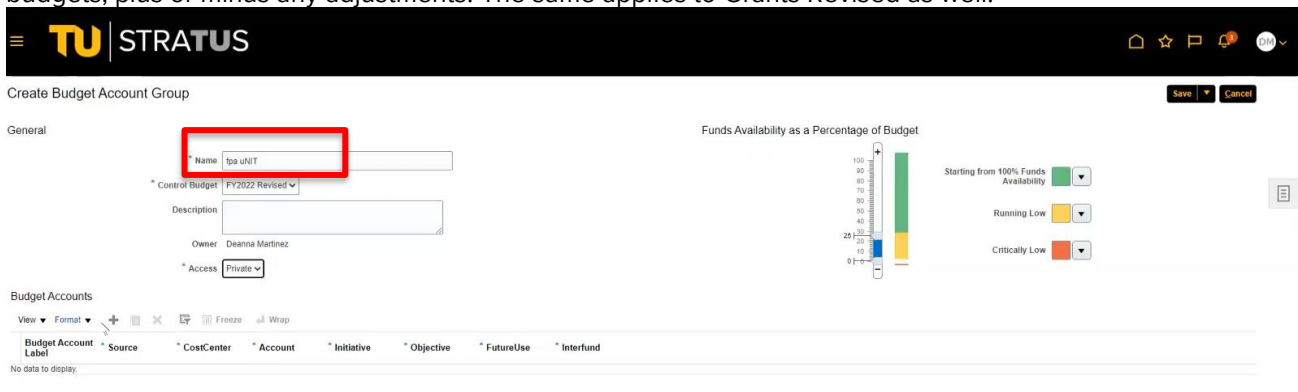 budgets, plus or minus any adjustments. The same applies to Grants Revised as well.
TU STRATUS
3
DM
Create Budget Account Group
Save Cancel
General
Funds Availability as a Percentage of Budget
* Name fpa uNIT
* Control Budget FY2022 Revised
Description
Owner Deanna Martinez
* Access Private
+
100
90
80
70
60
50
40
30
25
20
10
0 0
-
Starting from 100% Funds
Availability
Running Low
Critically Low
Budget Accounts
View Format Freeze Wrap
Budget Account Label * Source * CostCenter * Account * Initiative * Objective * FutureUse * Interfund
No data to display.